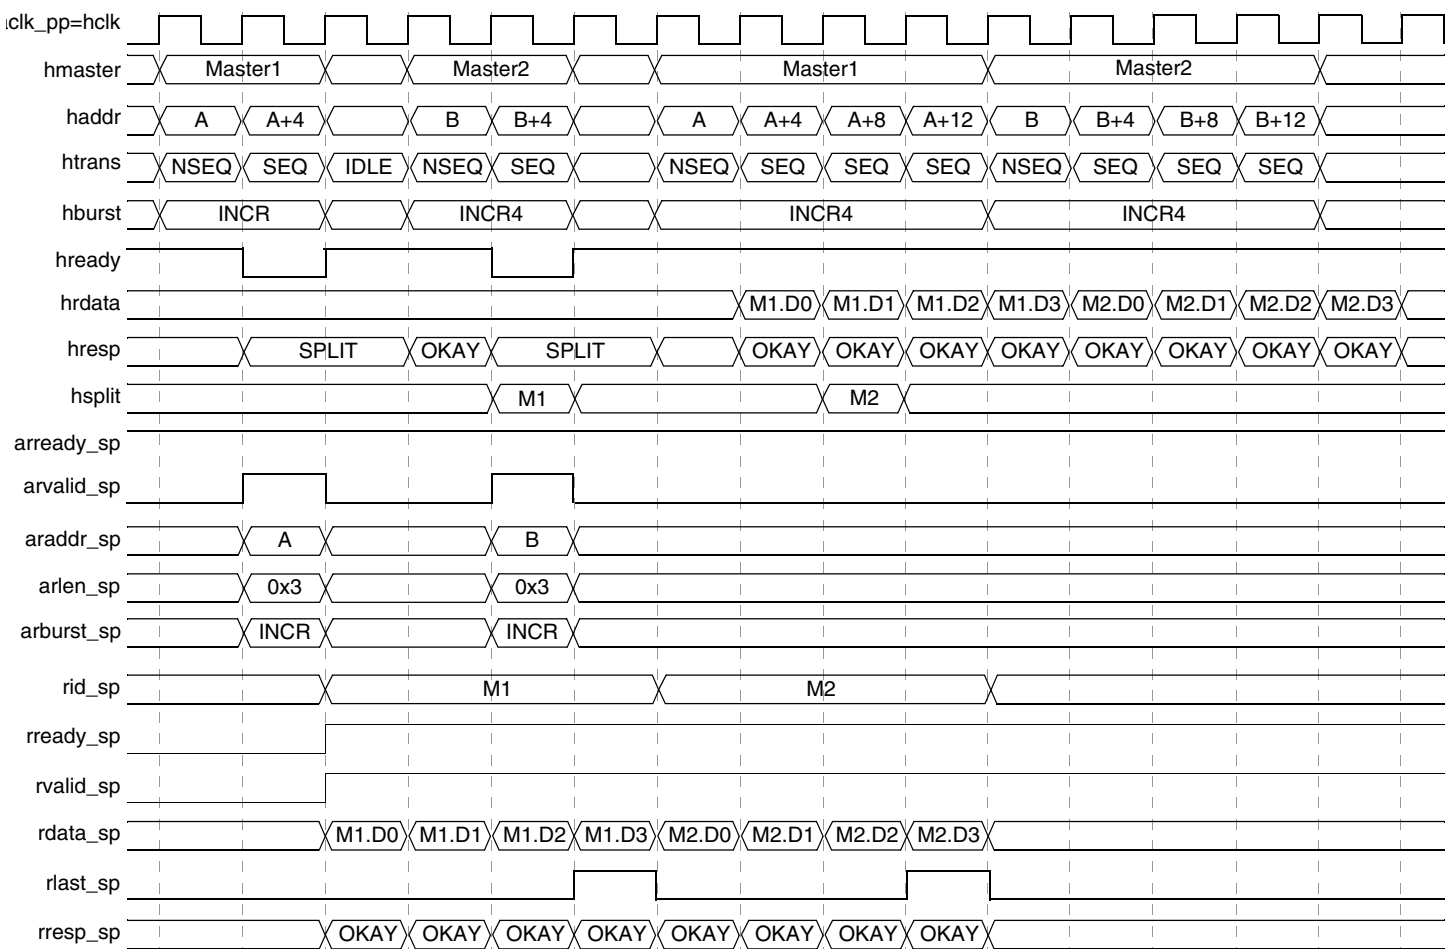 clk_pp=hclk
hmaster Master1 Master2 Master1 Master2
haddr A A+4 B B+4 A A+4 A+8 A+12 B B+4 B+8 B+12
htrans NSEQ SEQ IDLE NSEQ SEQ NSEQ SEQ SEQ SEQ NSEQ SEQ SEQ SEQ
hburst INCR INCR4 INCR4 INCR4
hready
hrdata M1.D0 M1.D1 M1.D2 M1.D3 M2.D0 M2.D1 M2.D2 M2.D3
hresp SPLIT OKAY SPLIT OKAY OKAY OKAY OKAY OKAY OKAY OKAY OKAY
hsplit M1 M2
arready_sp
arvalid_sp
araddr_sp A B
arlen_sp 0x3 0x3
arburst_sp INCR INCR
rid_sp M1 M2
rready_sp
rvalid_sp
rdata_sp M1.D0 M1.D1 M1.D2 M1.D3 M2.D0 M2.D1 M2.D2 M2.D3
rlast_sp
rresp_sp OKAY OKAY OKAY OKAY OKAY OKAY OKAY OKAY